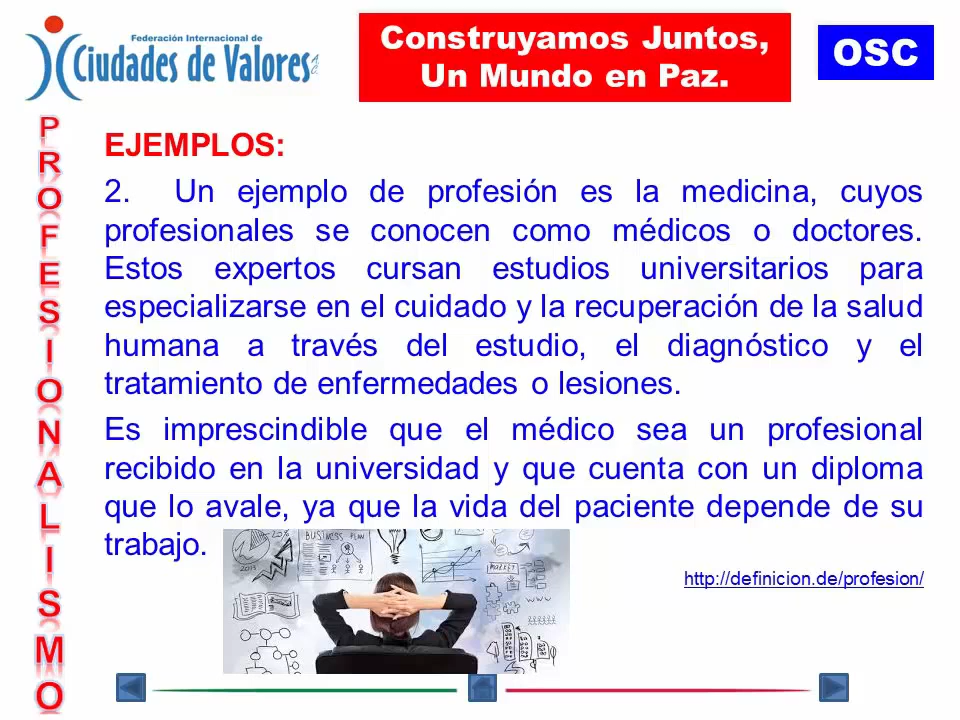 Federación Internacional de
Ciudades de Valores A.C.
Construyamos Juntos,
Un Mundo en Paz.
OSC
PROFESIONALISMO
EJEMPLOS:
2. Un ejemplo de profesión es la medicina, cuyos
profesionales se conocen como médicos o doctores.
Estos expertos cursan estudios universitarios para
especializarse en el cuidado y la recuperación de la salud
humana a través del estudio, el diagnóstico y el
tratamiento de enfermedades o lesiones.
Es imprescindible que el médico sea un profesional
recibido en la universidad y que cuenta con un diploma
que lo avale, ya que la vida del paciente depende de su
trabajo.
BUSINESS PLAN
MARKET
http://definicion.de/profesion/